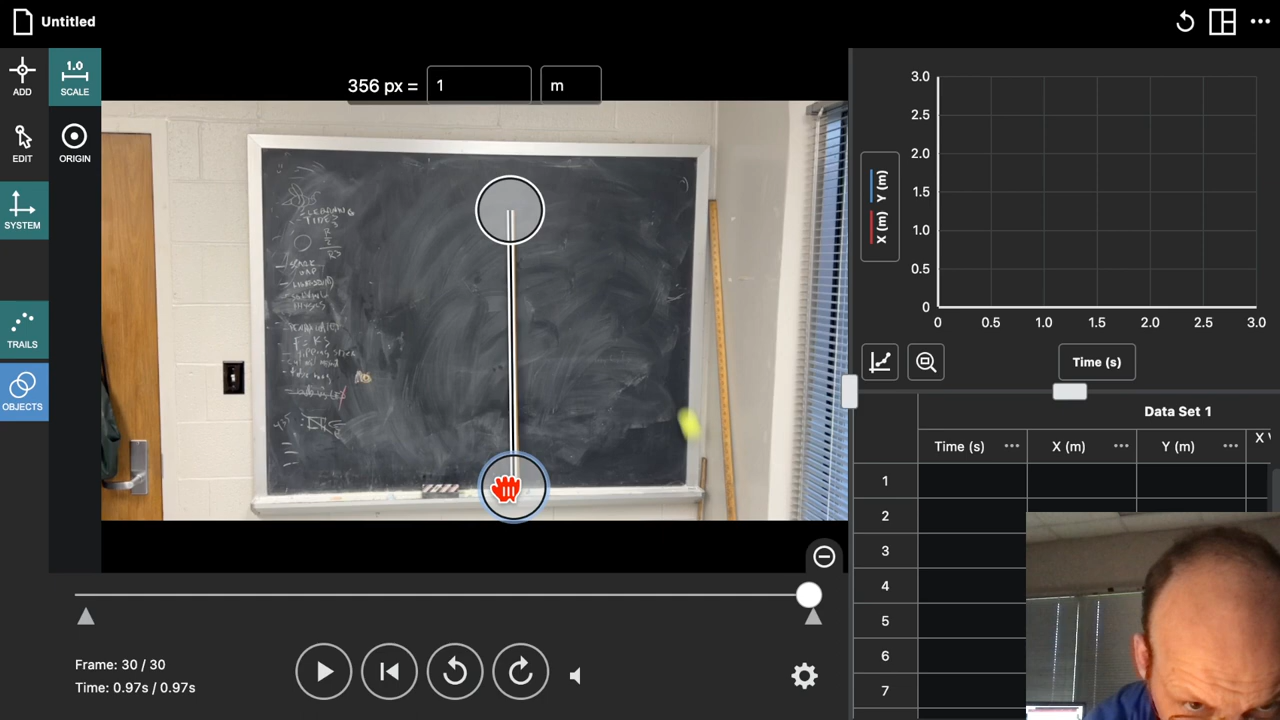 Untitled
ADD
1.0
SCALE
356 px =
1
m
EDIT
ORIGIN
SYSTEM
TRAILS
OBJECTS
3.0
2.5
2.0
1.5
1.0
0.5
0
Y (m)
X (m)
0
0.5
1.0
1.5
2.0
2.5
3.0
Time (s)
Data Set 1
Time (s)
X (m)
Y (m)
X
1
2
3
4
5
6
7
Frame: 30 / 30
Time: 0.97s / 0.97s